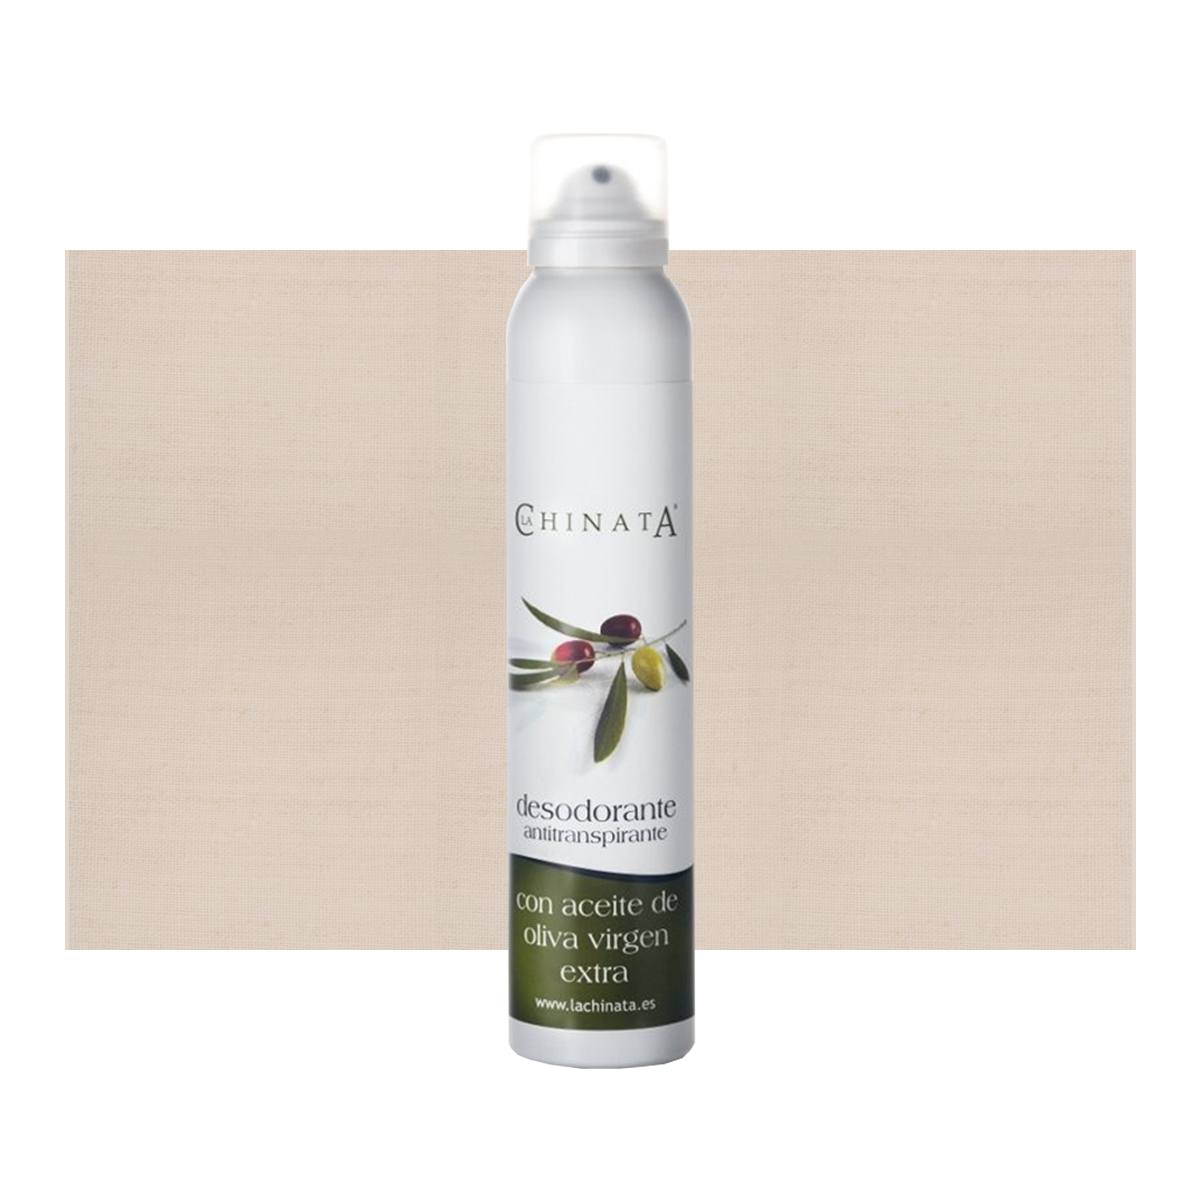 LA CHINATA®
desodorante
antitranspirante
con aceite de
oliva virgen
extra
www.lachinata.es